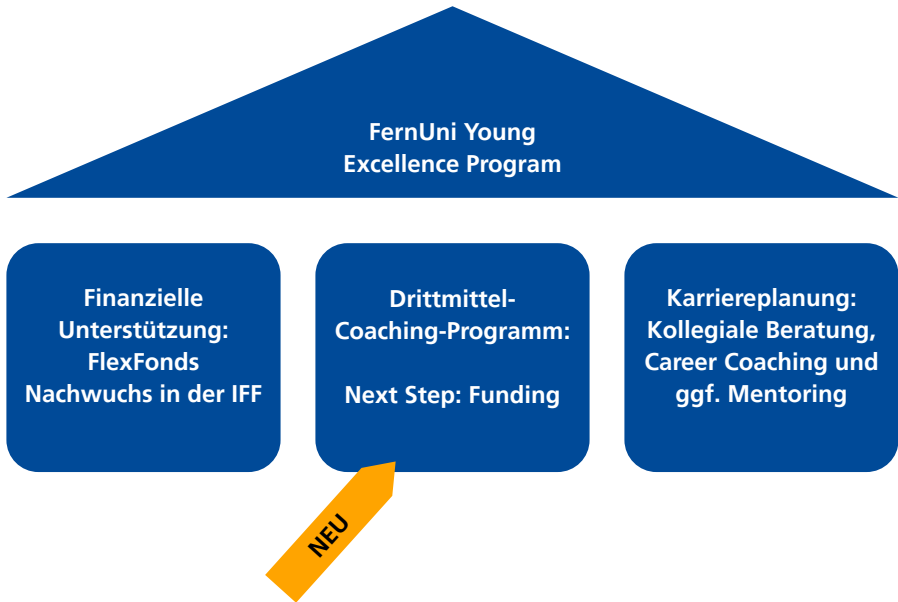 FernUni Young
Excellence Program
Finanzielle
Unterstützung:
FlexFonds
Nachwuchs in der IFF
Drittmittel-
Coaching-Programm:
Next Step: Funding
Karriereplanung:
Kollegiale Beratung,
Career Coaching und
ggf. Mentoring
NEU